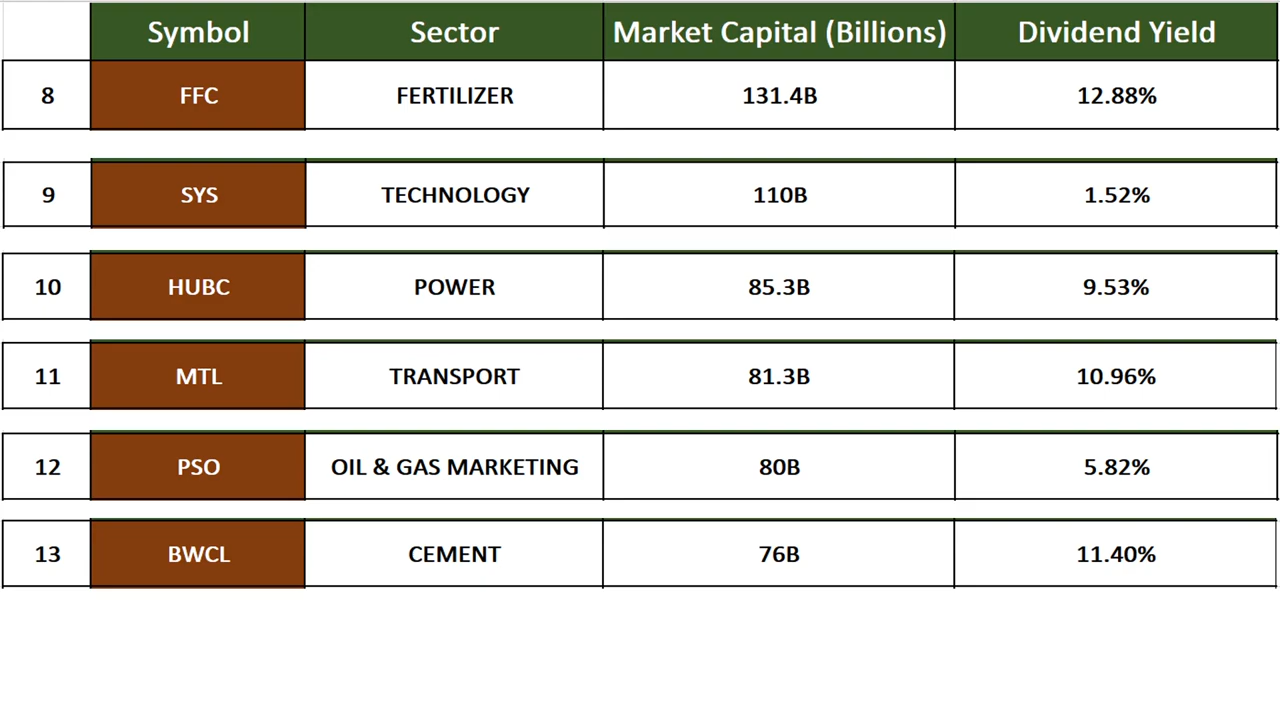 Symbol Sector Market Capital (Billions) Dividend Yield
8 FFC FERTILIZER 131.4B 12.88%
9 SYS TECHNOLOGY 110B 1.52%
10 HUBC POWER 85.3B 9.53%
11 MTL TRANSPORT 81.3B 10.96%
12 PSO OIL & GAS MARKETING 80B 5.82%
13 BWCL CEMENT 76B 11.40%